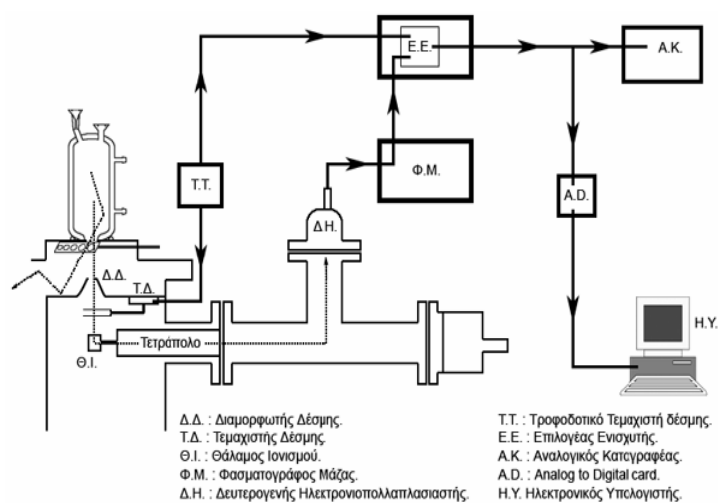 Ε.Ε.
Α.Κ.
Τ.Τ.
Φ.Μ.
A.D.
ΔΗ.
Δ.Δ.
Τ.Δ.
Τετράπολο
Θ.Ι.
Η.Υ.
Δ.Δ. : Διαμορφωτής Δέσμης.
Τ.Δ. : Τεμαχιστής Δέσμης.
Θ.Ι. : Θάλαμος Ιονισμού.
Φ.Μ. : Φασματογράφος Μάζας.
Δ.Η. : Δευτερογενής Ηλεκτρονιοπολλαπλασιαστής.
Τ.Τ. : Τροφοδοτικό Τεμαχιστή δέσμης.
Ε.Ε. : Επιλογέας Ενισχυτής.
Α.Κ. : Αναλογικός Καταγραφέας.
A.D. : Analog to Digital card.
Η.Υ. Ηλεκτρονικός Υπολογιστής.